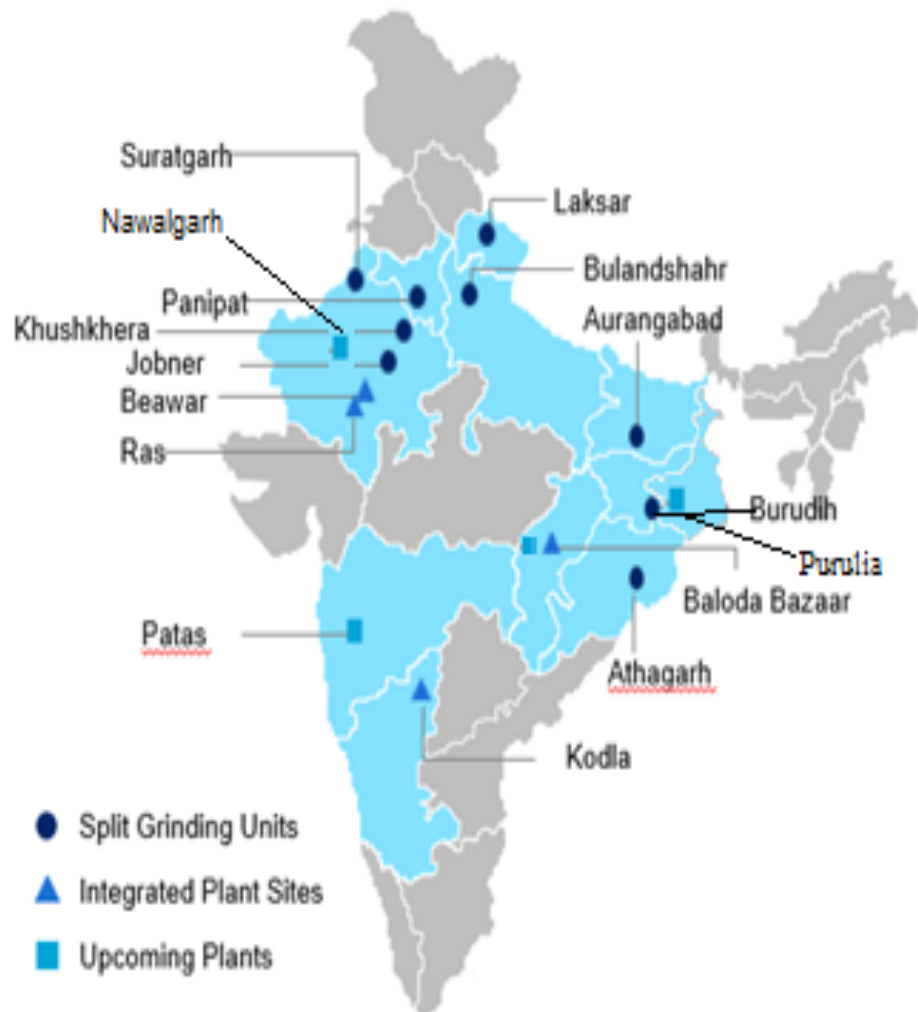 Suratgarh
Laksar
Nawalgarh
Bulandshahr
Panipat
Aurangabad
Khushkhera
Jobner
Beawar
Ras
Burudih
Purulia
Baloda Bazaar
Patas
Athagarh
Kodla
Split Grinding Units
Integrated Plant Sites
Upcoming Plants